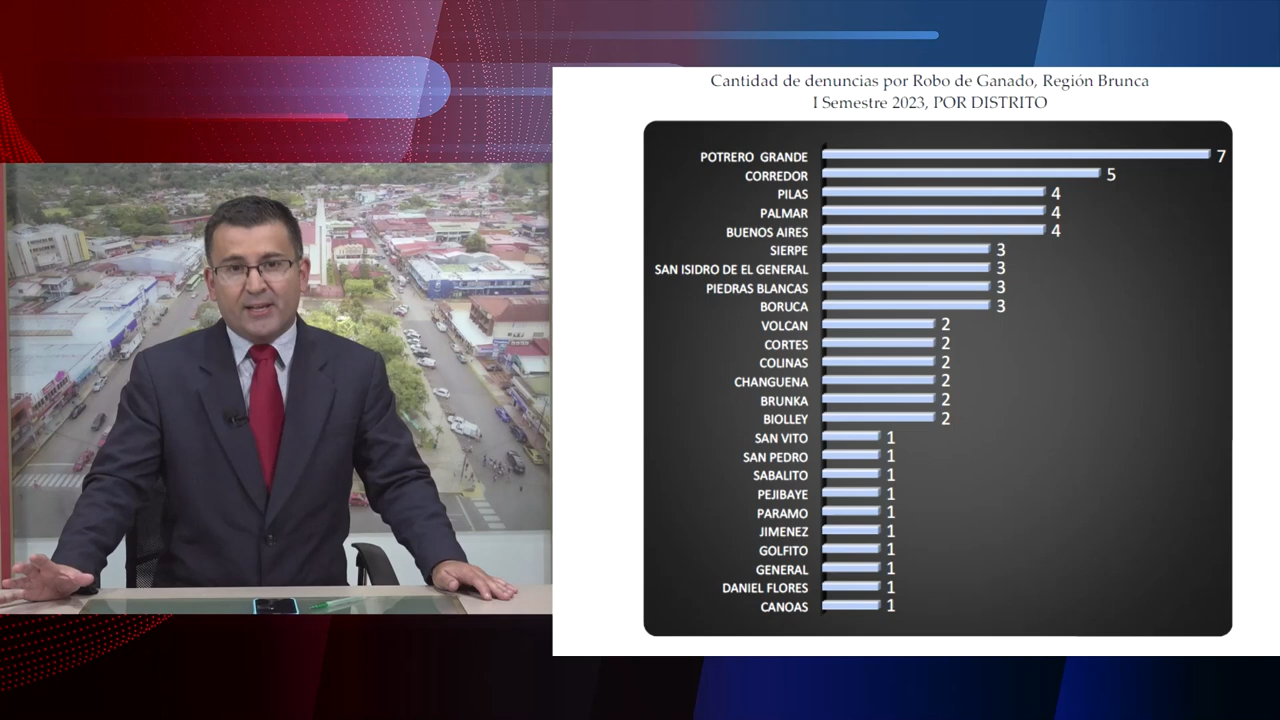 Cantidad de denuncias por Robo de Ganado, Región Brunca
I Semestre 2023, POR DISTRITO
POTRERO GRANDE 7
CORREDOR 5
PILAS 4
PALMAR 4
BUENOS AIRES 4
SIERPE 3
SAN ISIDRO DE EL GENERAL 3
PIEDRAS BLANCAS 3
BORUCA 3
VOLCAN 2
CORTES 2
COLINAS 2
CHANGUENA 2
BRUNKA 2
BIOLLEY 2
SAN VITO 1
SAN PEDRO 1
SABALITO 1
PEJIBAYE 1
PARAMO 1
JIMENEZ 1
GOLFITO 1
GENERAL 1
DANIEL FLORES 1
CANOAS 1